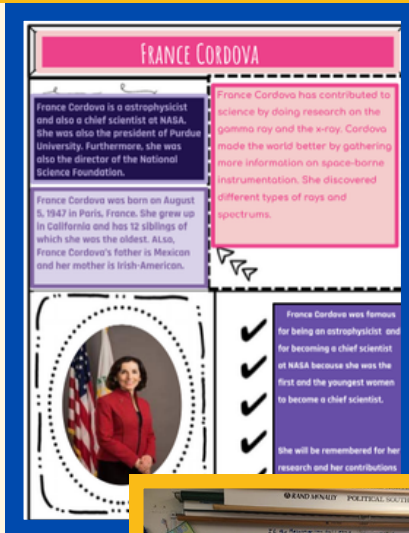 FRANCE CORDOVA
France Cordova is a astrophysicist
and also a chief scientist at NASA.
She was also the president of Purdue
University. Furthermore, she was
also the director of the National
Science Foundation.
France Cordova was born on August
5, 1947 in Paris, France. She grew up
in California and has 12 siblings of
which she was the oldest. ALso,
France Cordova's father is Mexican
and her mother is Irish-American.
France Cordova has contributed to
science by doing research on the
gamma ray and the x-ray. Cordova
made the world better by gathering
more information on space-borne
instrumentation. She discovered
different types of rays and
spectrums.
France Cordova was famous
for being an astrophysicist and
for becoming a chief scientist
at NASA because she was the
first and the youngest women
to become a chief scientist.
She will be remembered for her
research and her contributions
RAND MCNALLY POLITICAL SOUTH